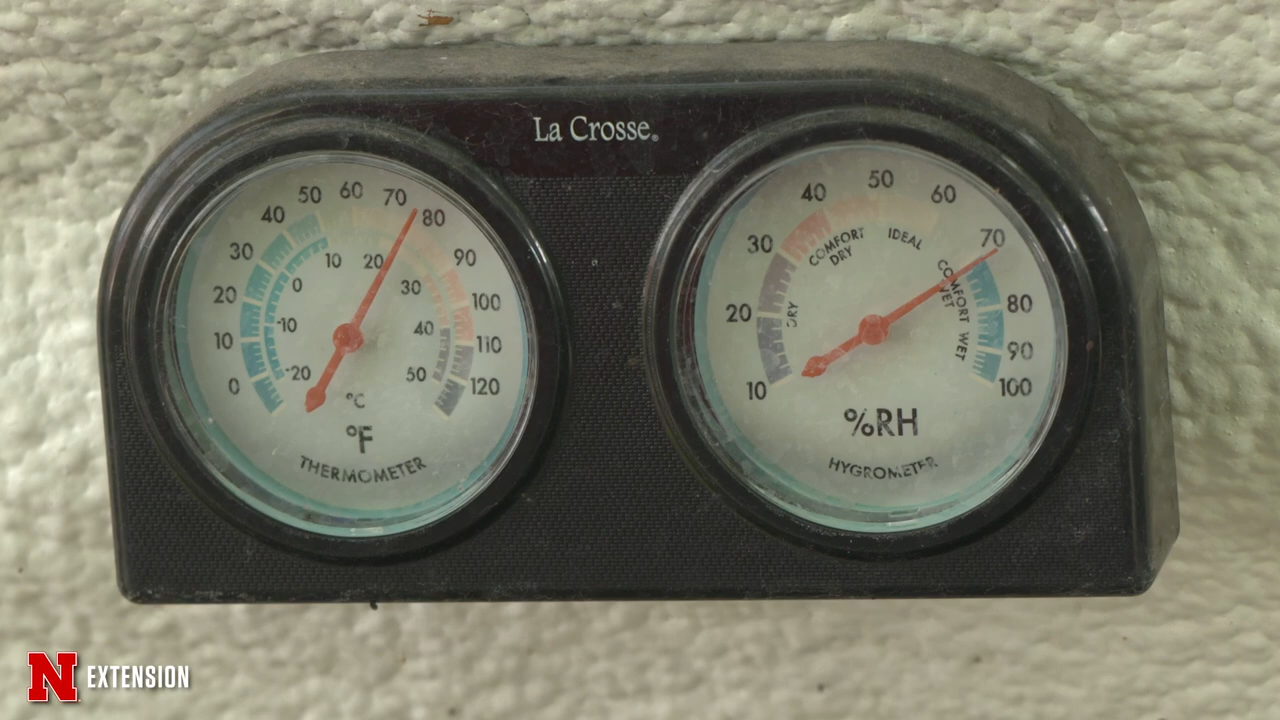 La Crosse.
50 60 70 80
40 90
30 100
20 110
10 120
0
10 20 30 40 50
0
-10
-20
°C
°F
THERMOMETER
40 50 60
30 70
20 80
10 90
100
DRY
COMFORT
DRY
IDEAL
COMFORT
WET
WET
%RH
HYGROMETER
N EXTENSION